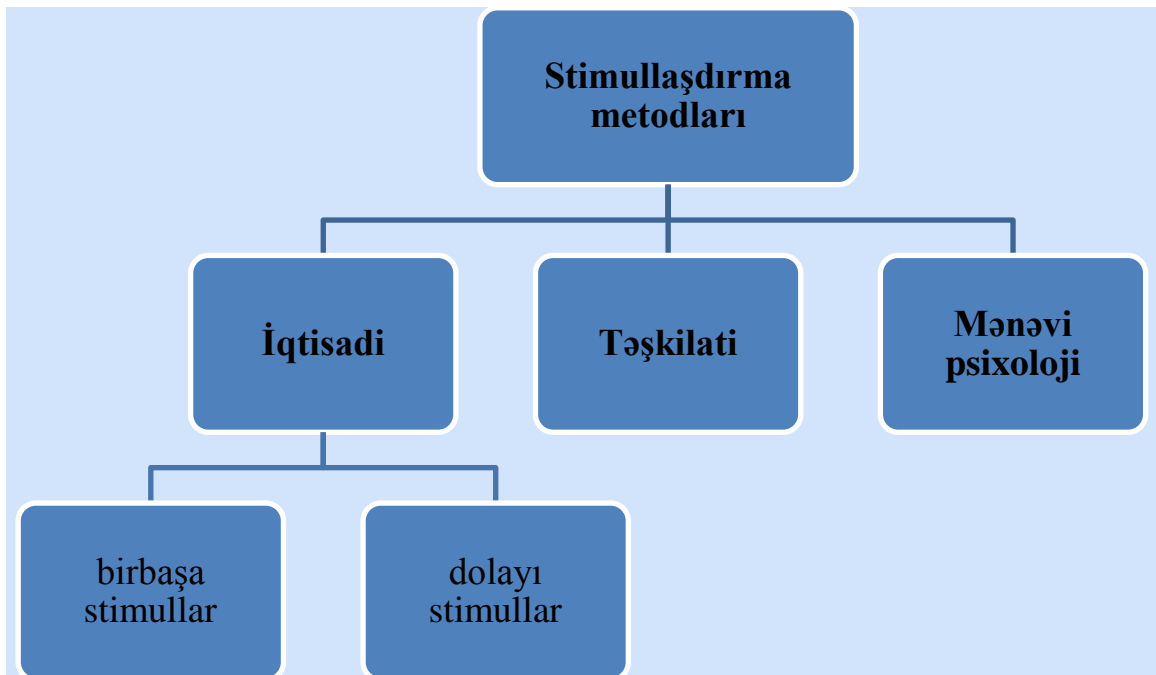 Stimullaşdırma
metodları
İqtisadi
Təşkilati
Mənəvi
psixoloji
birbaşa
stimullar
dolayı
stimullar